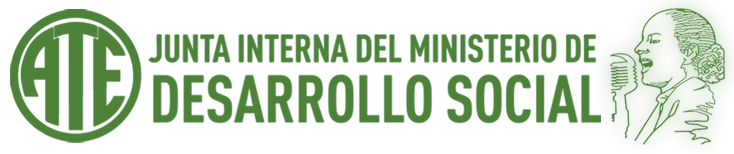 ATE
JUNTA INTERNA DEL MINISTERIO DE
DESARROLLO SOCIAL